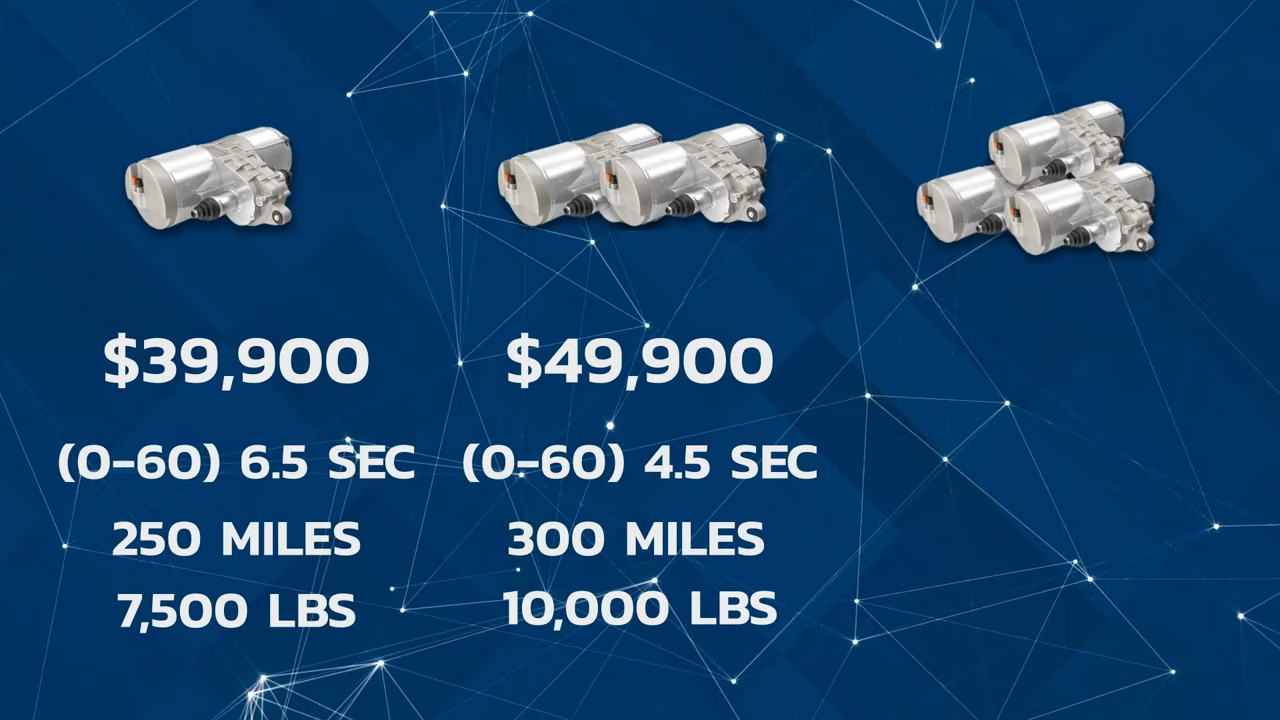 $39,900
(0-60) 6.5 SEC
250 MILES
7,500 LBS
$49,900
(0-60) 4.5 SEC
300 MILES
10,000 LBS